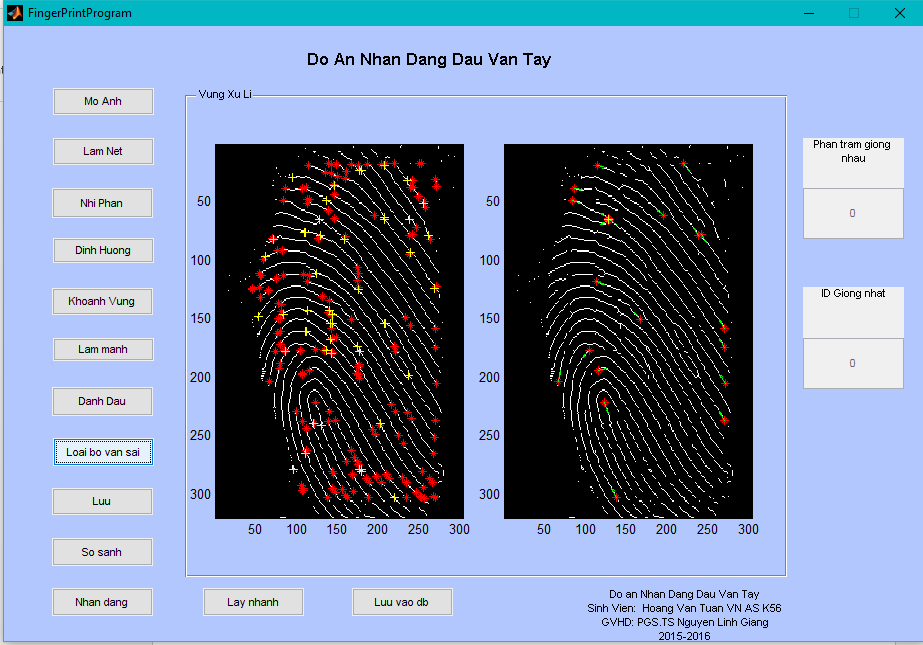 FingerPrintProgram
Do An Nhan Dang Dau Van Tay
Mo Anh
Lam Net
Nhi Phan
Dinh Huong
Khoanh Vung
Lam manh
Danh Dau
Loai bo van sai
Luu
So sanh
Nhan dang
Vung Xu Li
50
100
150
200
250
300
50 100 150 200 250 300
50
100
150
200
250
300
50 100 150 200 250 300
Phan tram giong
nhau
0
ID Giong nhat
0
Lay nhanh
Luu vao db
Do an Nhan Dang Dau Van Tay
Sinh Vien: Hoang Van Tuan VN AS K56
GVHD: PGS.TS Nguyen Linh Giang
2015-2016